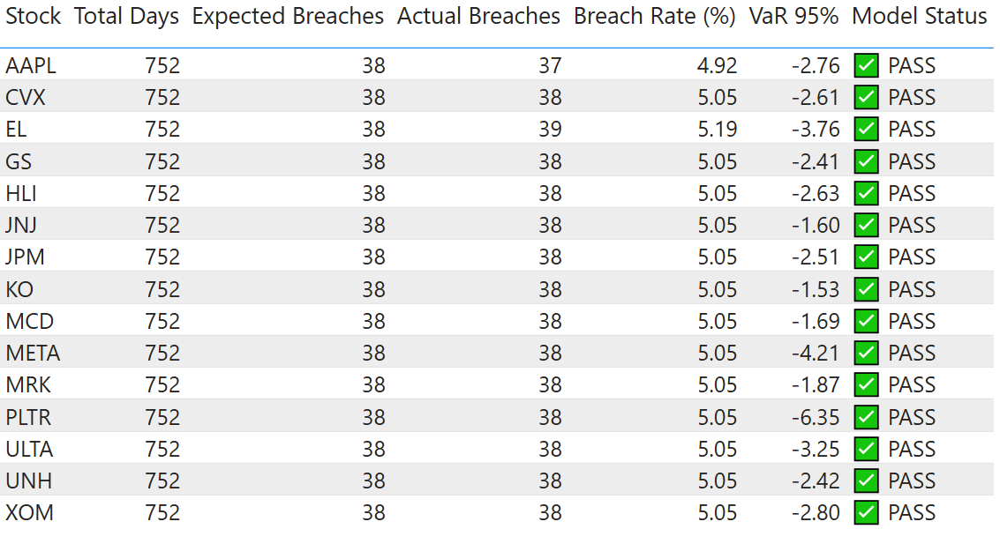 Stock Total Days Expected Breaches Actual Breaches Breach Rate (%) VaR 95% Model Status
AAPL 752 38 37 4.92 -2.76 ✅ PASS
CVX 752 38 38 5.05 -2.61 ✅ PASS
EL 752 38 39 5.19 -3.76 ✅ PASS
GS 752 38 38 5.05 -2.41 ✅ PASS
HLI 752 38 38 5.05 -2.63 ✅ PASS
JNJ 752 38 38 5.05 -1.60 ✅ PASS
JPM 752 38 38 5.05 -2.51 ✅ PASS
KO 752 38 38 5.05 -1.53 ✅ PASS
MCD 752 38 38 5.05 -1.69 ✅ PASS
META 752 38 38 5.05 -4.21 ✅ PASS
MRK 752 38 38 5.05 -1.87 ✅ PASS
PLTR 752 38 38 5.05 -6.35 ✅ PASS
ULTA 752 38 38 5.05 -3.25 ✅ PASS
UNH 752 38 38 5.05 -2.42 ✅ PASS
XOM 752 38 38 5.05 -2.80 ✅ PASS